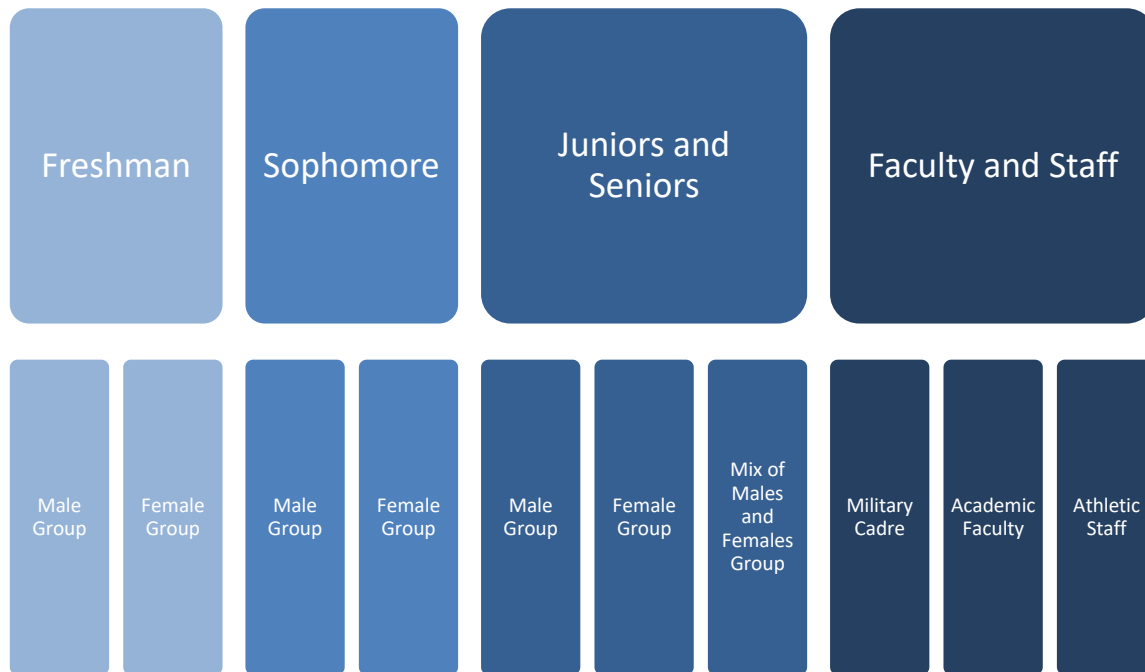 Freshman
Sophomore
Juniors and
Seniors
Faculty and Staff
Male
Group
Female
Group
Male
Group
Female
Group
Male
Group
Female
Group
Mix of
Males
and
Females
Group
Military
Cadre
Academic
Faculty
Athletic
Staff